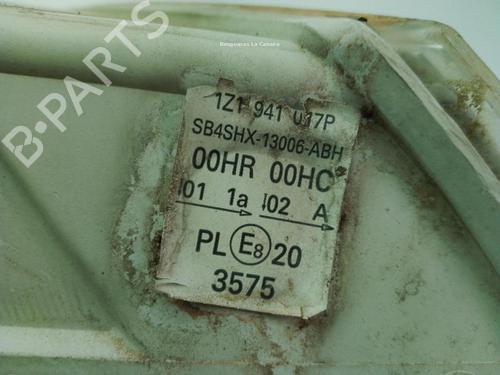 Desguaces La Cabaña
B-PARTS
1Z1 941 017P
SB4SHX-13006-ABH
00HR 00HC
I01 1a I02 A
PL E8 20
3575